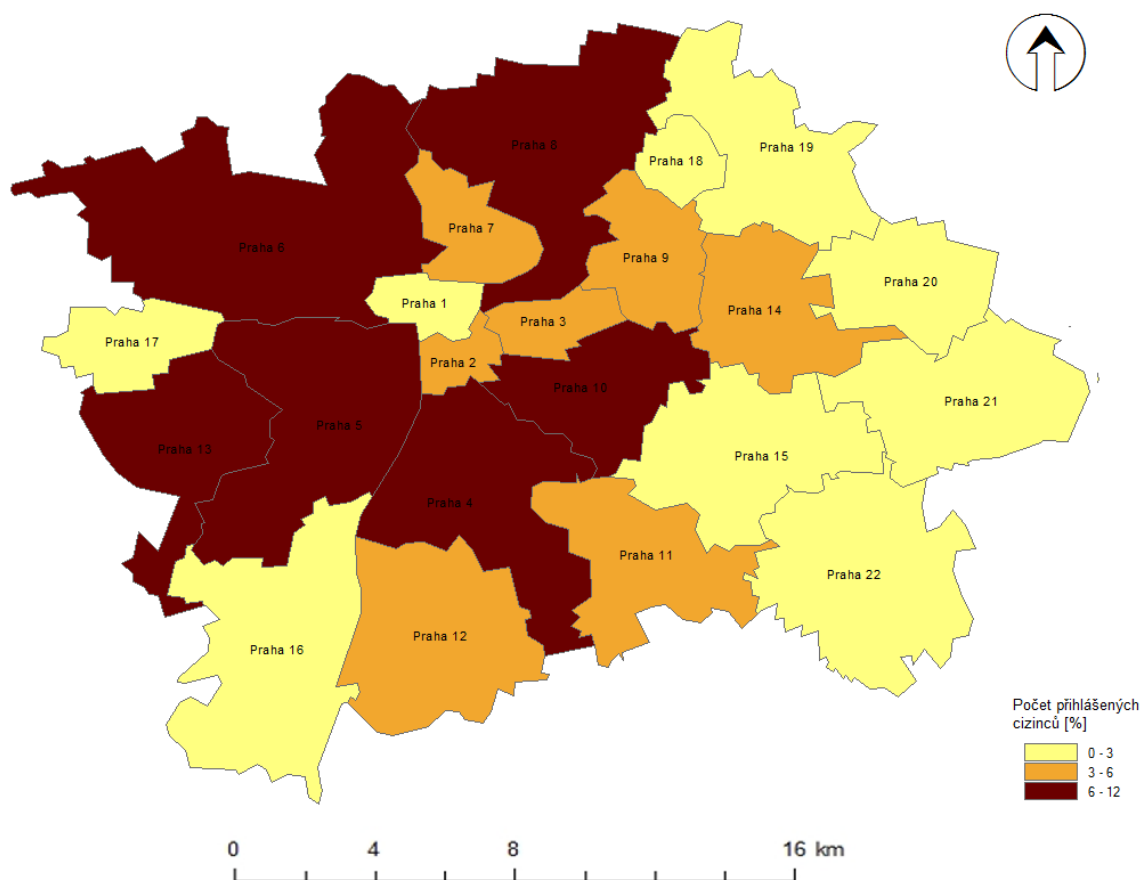 Praha 8
Praha 18
Praha 19
Praha 7
Praha 6
Praha 9
Praha 20
Praha 1
Praha 14
Praha 3
Praha 17
Praha 2
Praha 10
Praha 21
Praha 5
Praha 13
Praha 15
Praha 4
Praha 11
Praha 22
Praha 12
Praha 16
Počet přihlášených
cizinců [%]
0 - 3
3 - 6
6 - 12
0 4 8 16 km